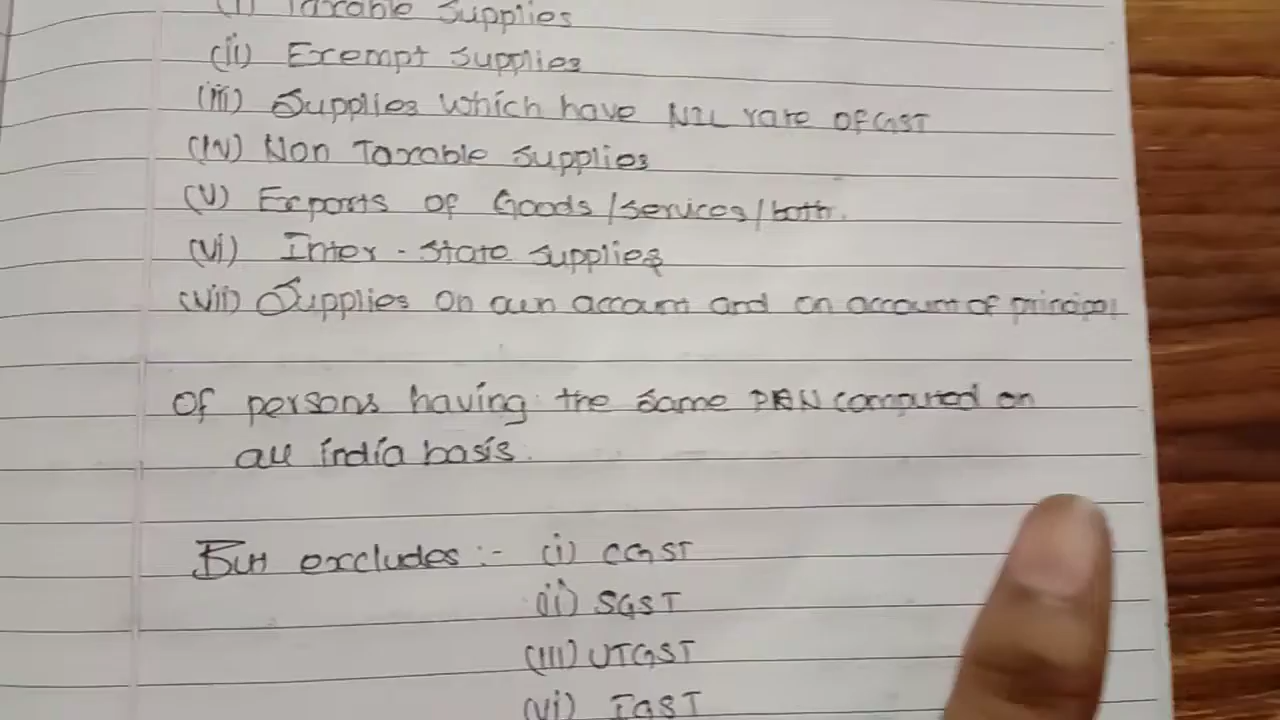 (i) Taxable Supplies
(ii) Exempt Supplies
(iii) Supplies which have NIL rate of GST
(IV) Non Taxable Supplies
(V) Exports of Goods/services/both.
(Vi) Inter-State Supplies
(Vii) Supplies on own account and on account of principal
Of persons having the same PAN computed on
all india basis.
But excludes:- (i) CGST
(ii) SGST
(III) UTGST
(Vi) IGST